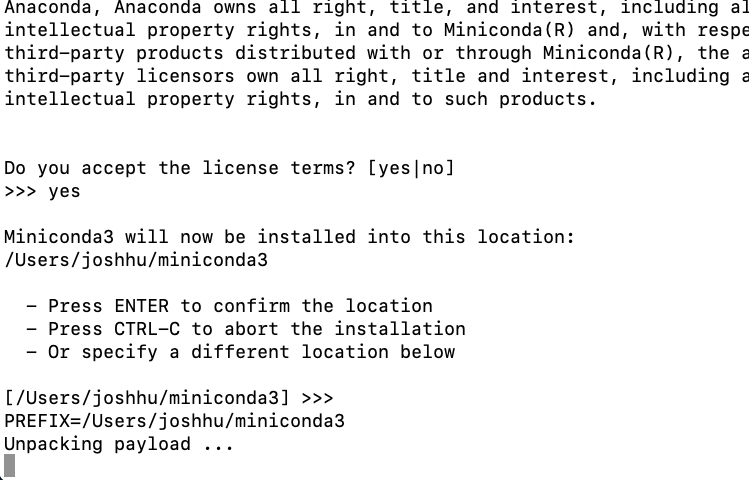 Anaconda, Anaconda owns all right, title, and interest, including al
intellectual property rights, in and to Miniconda(R) and, with respe
third-party products distributed with or through Miniconda(R), the a
third-party licensors own all right, title and interest, including a
intellectual property rights, in and to such products.
Do you accept the license terms? [yes|no]
>>> yes
Miniconda3 will now be installed into this location:
/Users/joshhu/miniconda3
- Press ENTER to confirm the location
- Press CTRL-C to abort the installation
- Or specify a different location below
[/Users/joshhu/miniconda3] >>>
PREFIX=/Users/joshhu/miniconda3
Unpacking payload ...